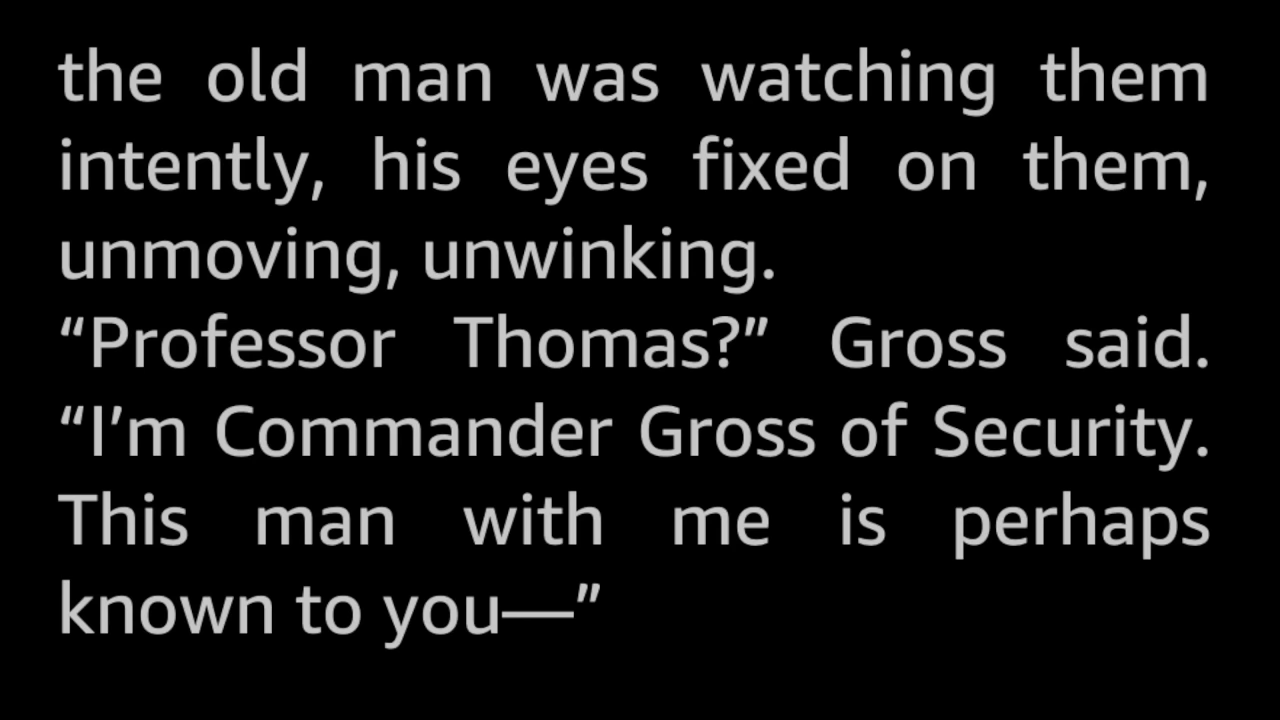 the old man was watching them
intently, his eyes fixed on them,
unmoving, unwinking.
“Professor Thomas?” Gross said.
“I’m Commander Gross of Security.
This man with me is perhaps
known to you—”